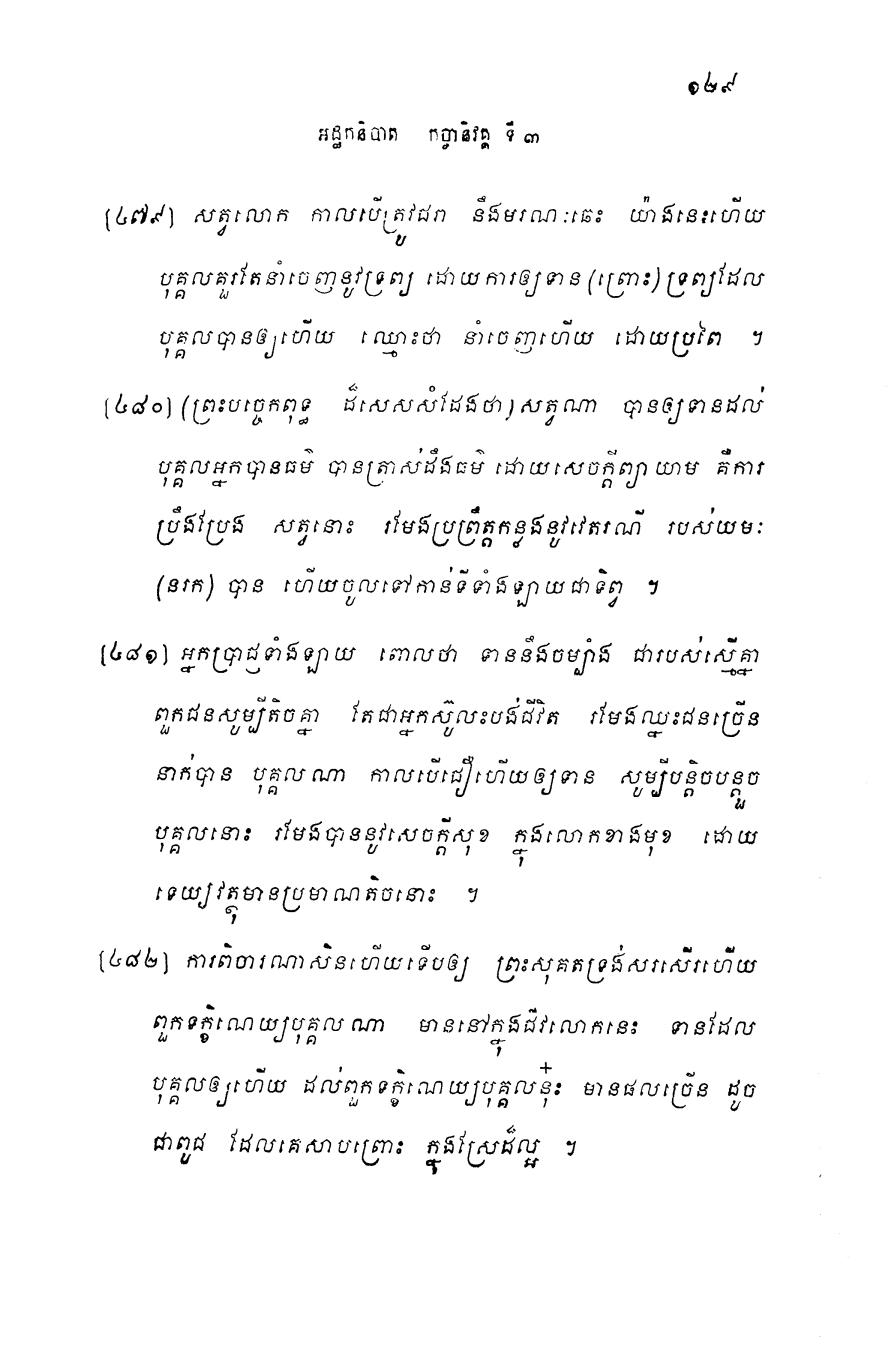 ១២៩
អដ្ឋកនិបាត កច្ចានិវគ្គ ទី ៣
[៤៧៩] សត្វលោក កាលបើត្រូវជរា នឹងមរណៈឆេះ យ៉ាងនេះហើយ
បុគ្គលគួរតែនាំចេញនូវទ្រព្យ ដោយការឲ្យទាន (ព្រោះ) ទ្រព្យដែល
បុគ្គលបានឲ្យហើយ ឈ្មោះថា នាំចេញហើយ ដោយប្រពៃ ។
[៤៨០] (ព្រះបច្ចេកពុទ្ធ ដ៏សេសសំដែងថា) សត្វណា បានឲ្យទានដល់
បុគ្គលអ្នកបានធម៌ បានត្រាស់ដឹងធម៌ ដោយសេចក្តីព្យាយាម គឺការ
ប្រឹងប្រែង សត្វនោះ រមែងប្រព្រឹត្តកន្លងនូវវេតរណី របស់យមៈ
(នរក) បាន ហើយចូលទៅកាន់ទីទាំងឡាយជាទិព្វ ។
[៤៨១] អ្នកប្រាជ្ញទាំងឡាយ ពោលថា ទាននឹងចម្បាំង ជារបស់ស្មើគ្នា
ពួកជនសូម្បីតិចគ្នា តែជាអ្នកស៊ូលះបង់ជីវិត រមែងឈ្នះជនច្រើន
នាក់បាន បុគ្គលណា កាលបើជឿហើយឲ្យទាន សូម្បីបន្តិចបន្តួច
បុគ្គលនោះ រមែងបាននូវសេចក្តីសុខ ក្នុងលោកខាងមុខ ដោយ
ទេយ្យវត្ថុមានប្រមាណតិចនោះ ។
[៤៨២] ការពិចារណាសិនហើយទើបឲ្យ ព្រះសុគតទ្រង់សរសើរហើយ
ពួកទក្ខិណេយ្យបុគ្គលណា មាននៅក្នុងជីវលោកនេះ ទានដែល
បុគ្គលឲ្យហើយ ដល់ពួកទក្ខិណេយ្យបុគ្គលនុ៎ះ មានផលច្រើន ដូច
ជាពូជ ដែលគេសាបព្រោះ ក្នុងស្រែដ៏ល្អ ។